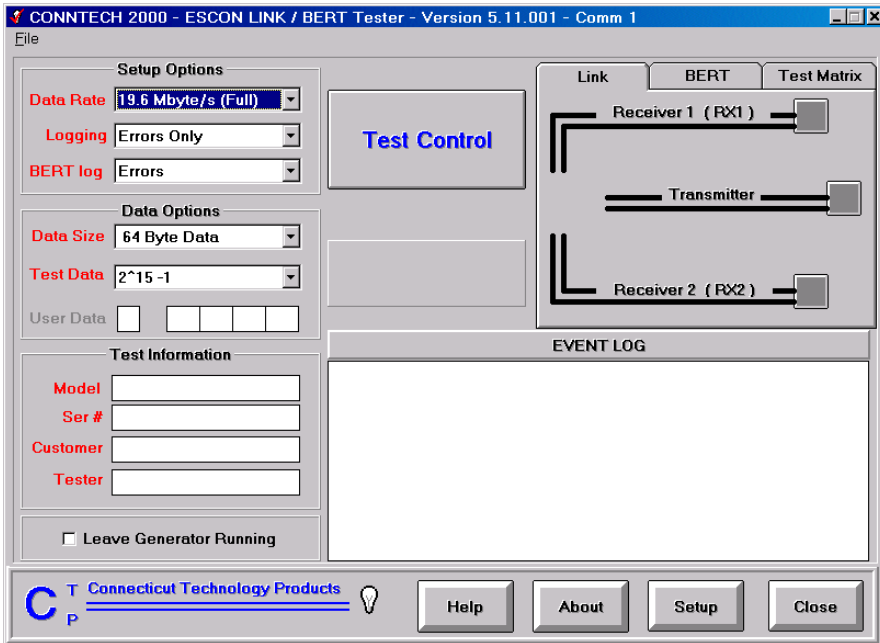 CONNTECH 2000 - ESCON LINK / BERT Tester - Version 5.11.001 - Comm 1
File
Setup Options
Data Rate 19.6 Mbyte/s (Full)
Logging Errors Only
BERT log Errors
Data Options
Data Size 64 Byte Data
Test Data 2^15 -1
User Data
Test Information
Model
Ser #
Customer
Tester
Leave Generator Running
Test Control
Link BERT Test Matrix
Receiver 1 ( RX1 )
Transmitter
Receiver 2 ( RX2 )
EVENT LOG
C T P Connecticut Technology Products
Help About Setup Close